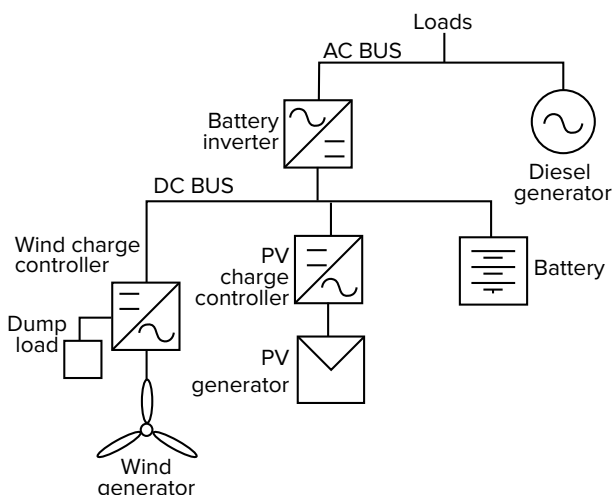 Loads
AC BUS
Battery
inverter
Diesel
generator
DC BUS
Wind charge
controller
PV
charge
controller
Battery
Dump
load
PV
generator
Wind
generator